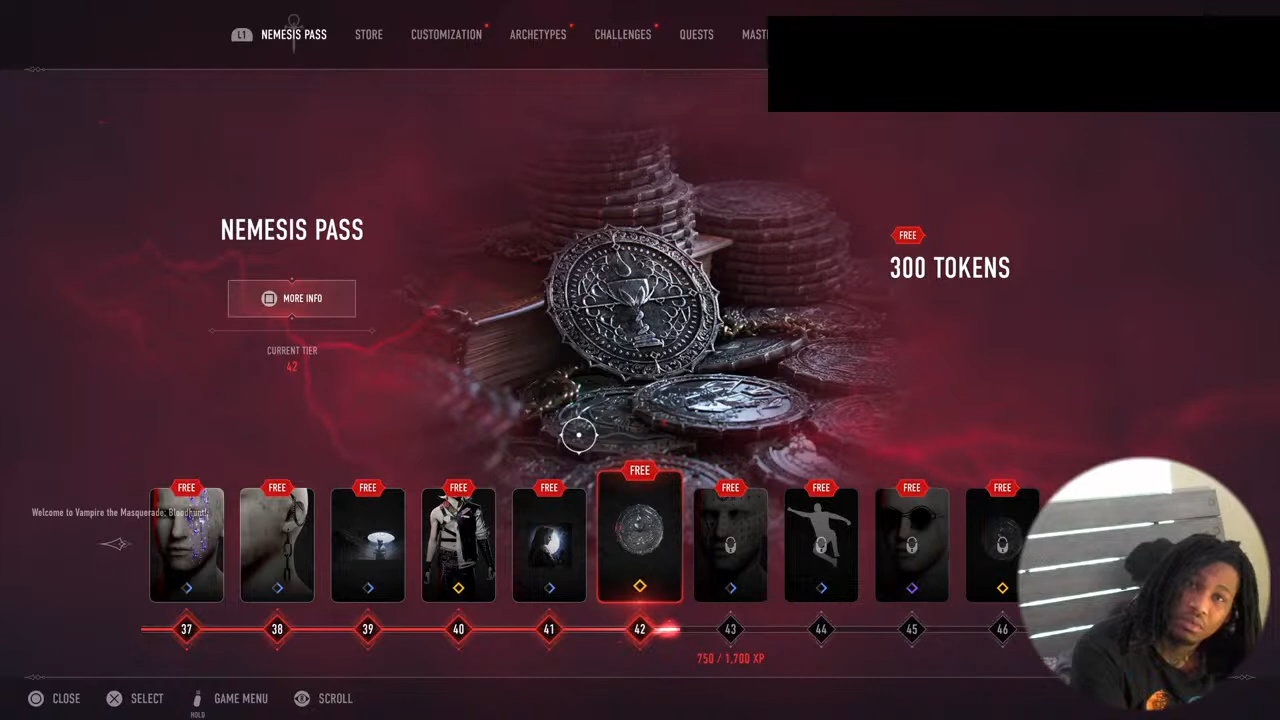 L1 NEMESIS PASS STORE CUSTOMIZATION ARCHETYPES CHALLENGES QUESTS
NEMESIS PASS
FREE
300 TOKENS
MORE INFO
CURRENT TIER
42
FREE FREE FREE FREE FREE FREE FREE FREE FREE FREE
Welcome to Vampire the Masquerade: Bloodhunt!
37 38 39 40 41 42 43 44 45 46
750 / 1,700 XP
CLOSE SELECT GAME MENU SCROLL
HOLD